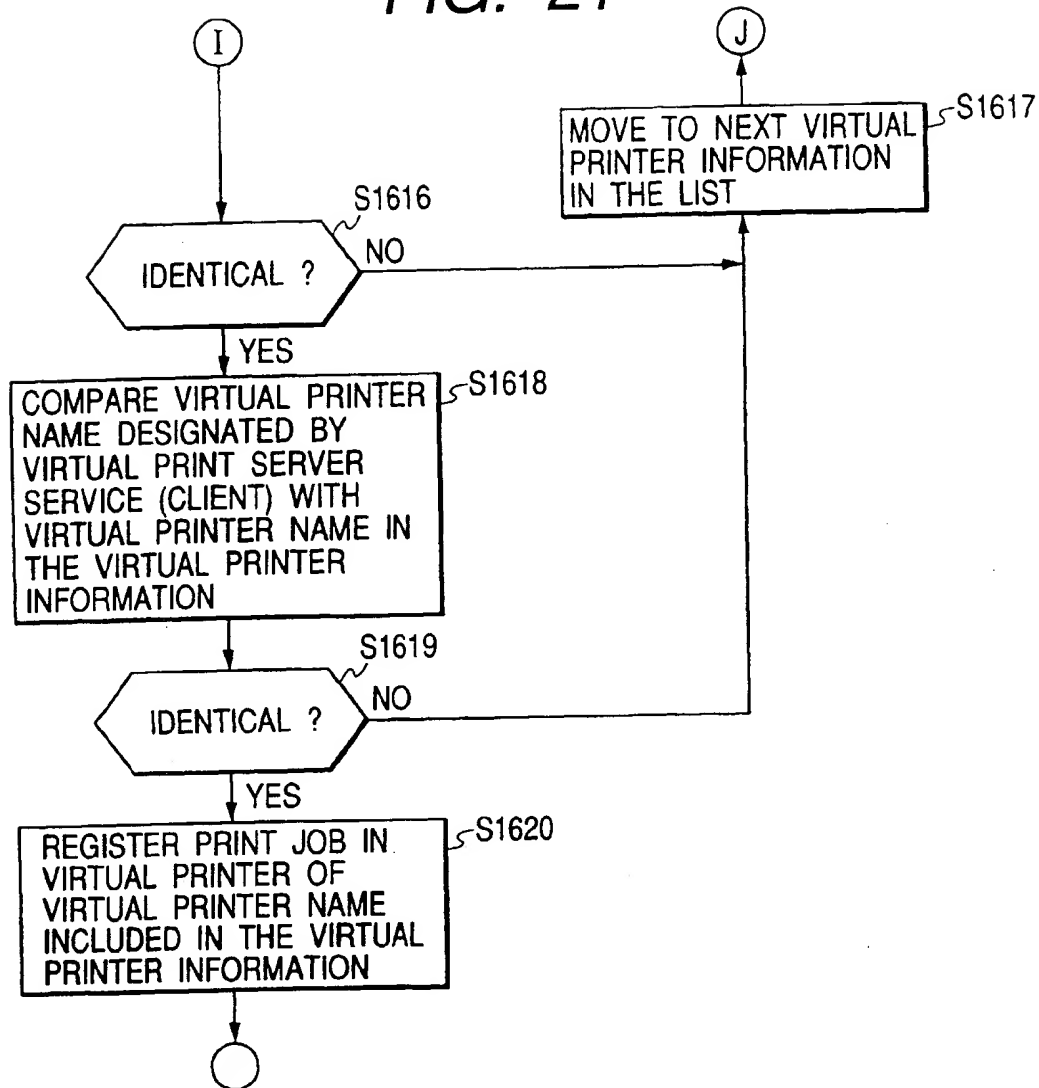 I
J
S1617
MOVE TO NEXT VIRTUAL
PRINTER INFORMATION
IN THE LIST
S1616
IDENTICAL ?
NO
YES
S1618
COMPARE VIRTUAL PRINTER
NAME DESIGNATED BY
VIRTUAL PRINT SERVER
SERVICE (CLIENT) WITH
VIRTUAL PRINTER NAME IN
THE VIRTUAL PRINTER
INFORMATION
S1619
IDENTICAL ?
NO
YES
S1620
REGISTER PRINT JOB IN
VIRTUAL PRINTER OF
VIRTUAL PRINTER NAME
INCLUDED IN THE VIRTUAL
PRINTER INFORMATION